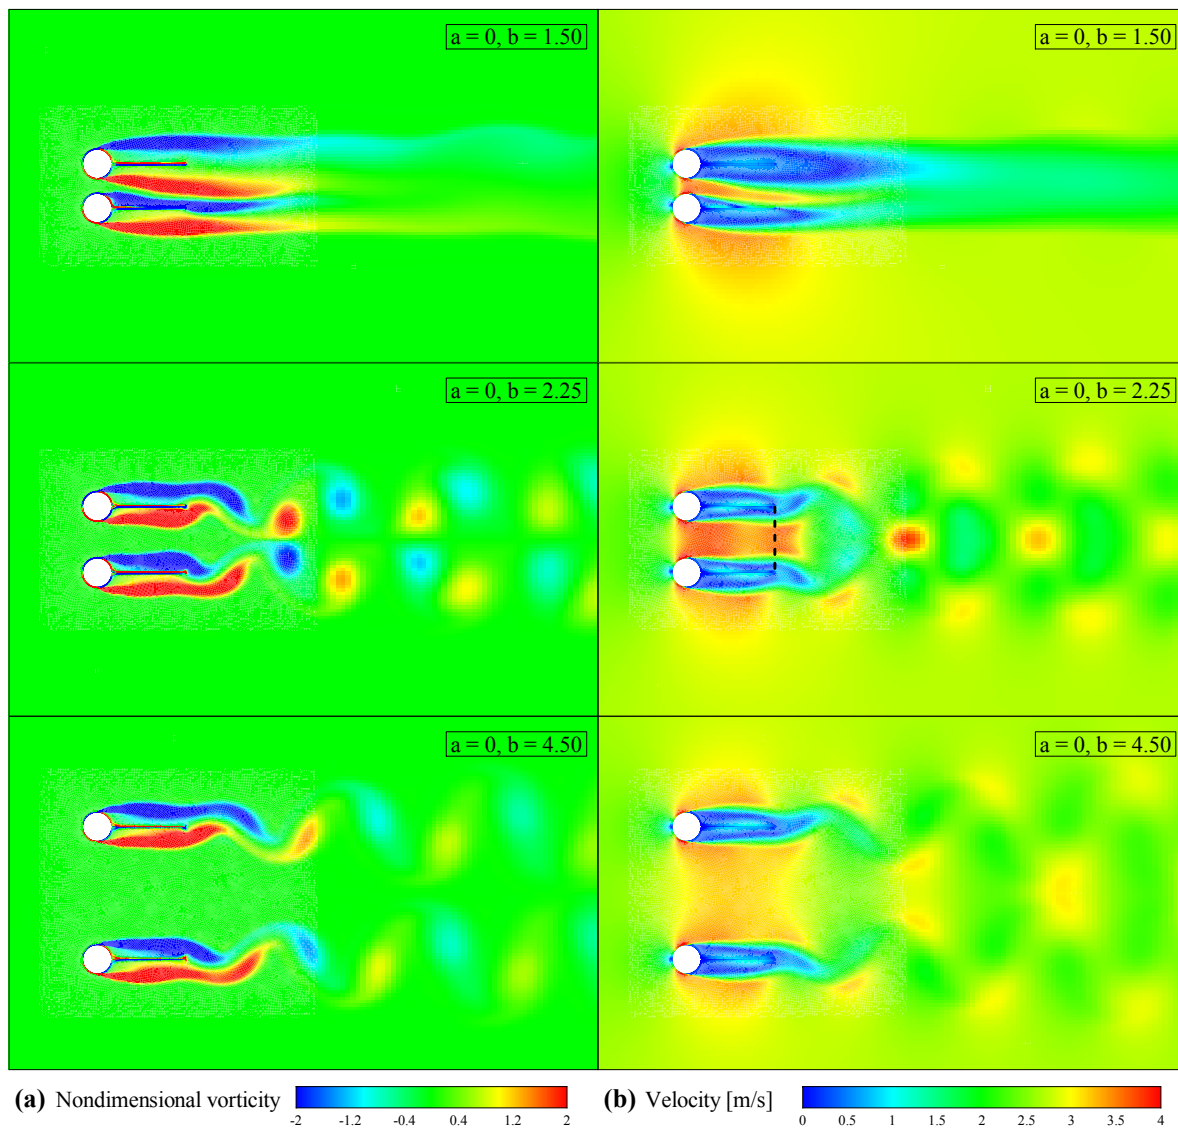 a = 0, b = 1.50
a = 0, b = 1.50
a = 0, b = 2.25
a = 0, b = 2.25
a = 0, b = 4.50
a = 0, b = 4.50
(a) Nondimensional vorticity
-2 -1.2 -0.4 0.4 1.2 2
(b) Velocity [m/s]
0 0.5 1 1.5 2 2.5 3 3.5 4